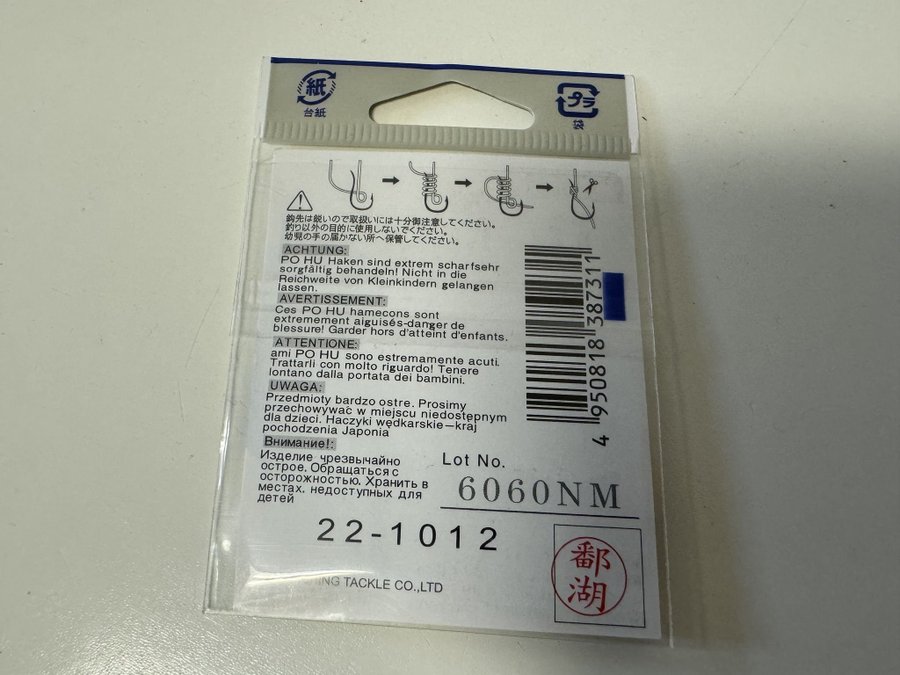 紙
台紙
プラ
袋
鈎先は鋭いので取扱いには十分御注意してください。
釣り以外の目的に使用しないでください。
幼児の手の届かない所へ保管してください。
ACHTUNG:
PO HU Haken sind extrem scharfsehr
sorgfältig behandeln! Nicht in die
Reichweite von Kleinkindern gelangen
lassen.
AVERTISSEMENT:
Ces PO HU hamecons sont
extremement aiguisés-danger de
blessure! Garder hors d'atteint d'enfants.
ATTENTIONE:
ami PO HU sono estremamente acuti.
Trattarli con molto riguardo! Tenere
lontano dalla portata dei bambini.
UWAGA:
Przedmioty bardzo ostre. Prosimy
przechowywać w miejscu niedostępnym
dla dzieci. Haczyki wędkarskie—kraj
pochodzenia Japonia
Внимание!:
Изделие чрезвычайно
острое. Обращаться с
осторожностью. Хранить в
местах. недоступных для
детей
4 950818 387311
Lot No.
6060NM
22-1012
TACKLE CO.,LTD
鄱
湖